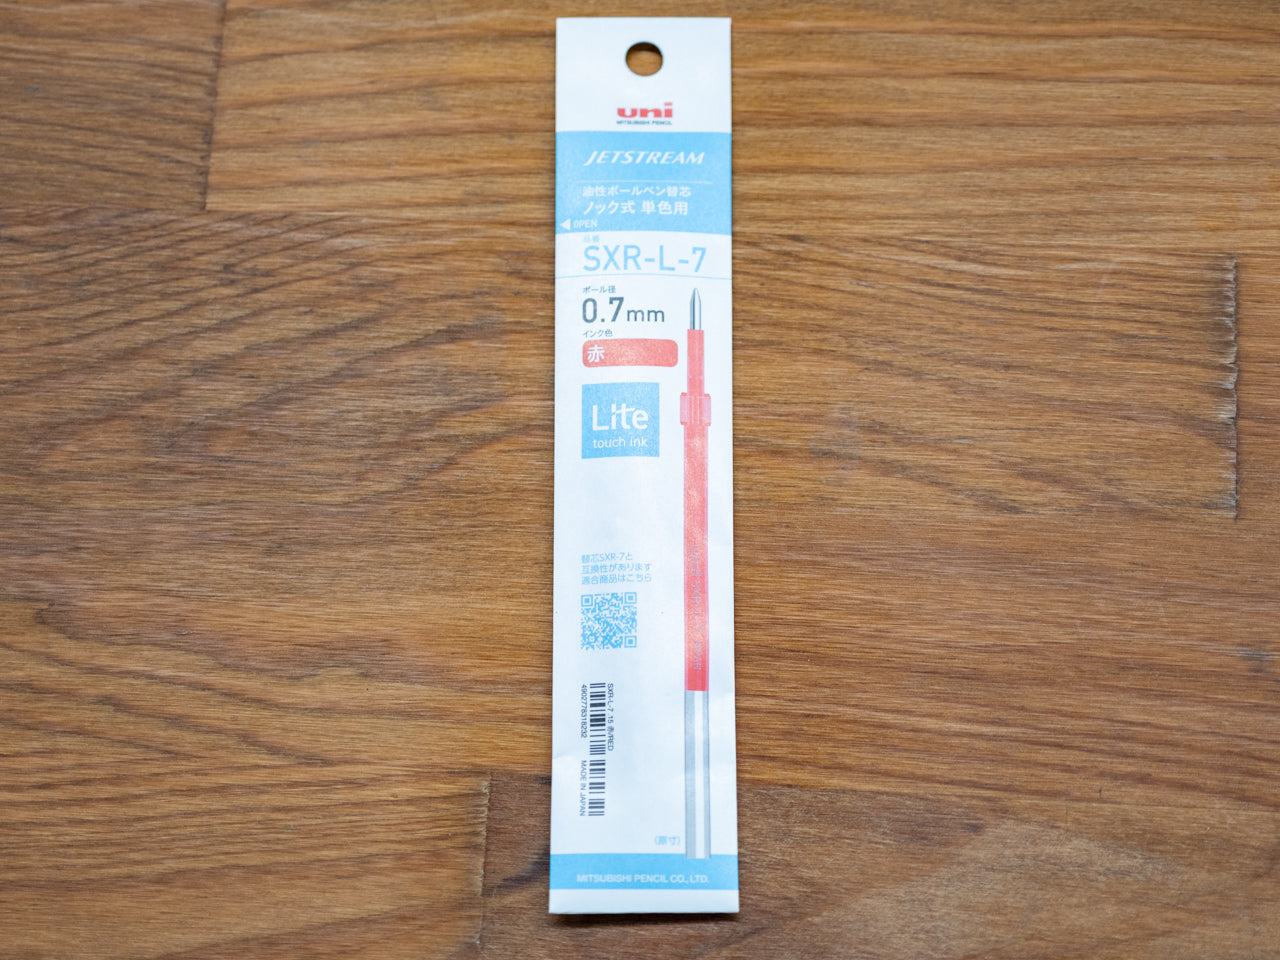 uni
MITSUBISHI PENCIL
JETSTREAM
油性ボールペン替芯
ノック式 単色用
OPEN
品番
SXR-L-7
ボール径
0.7mm
インク色
赤
Lite
touch ink
替芯SXR-7と
互換性があります
適合商品はこちら
SXR-L-7 .15 赤/RED
4902778318232
MADE IN JAPAN
(原寸)
MITSUBISHI PENCIL CO., LTD.